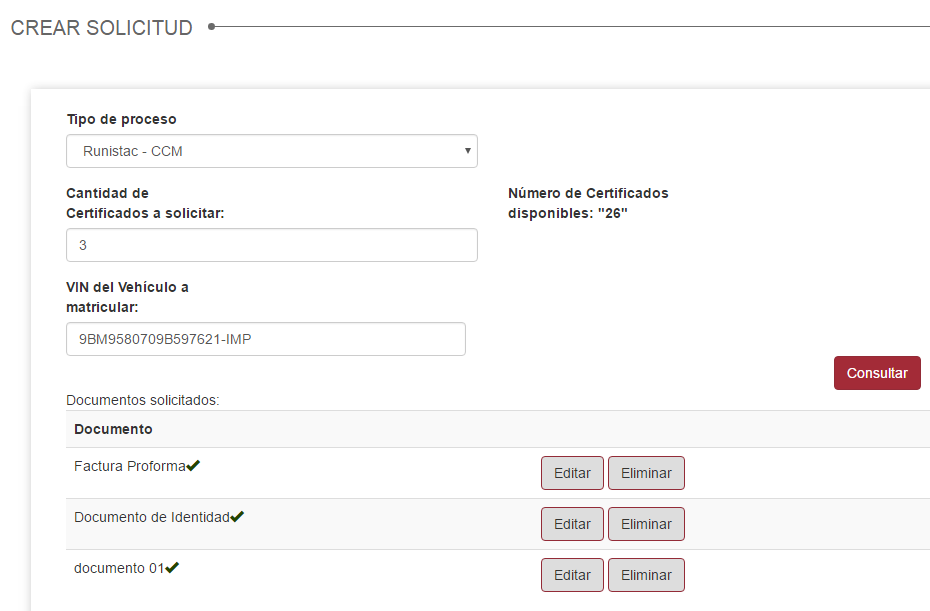 CREAR SOLICITUD
Tipo de proceso
Runistac - CCM
Cantidad de
Certificados a solicitar:
Número de Certificados
disponibles: "26"
3
VIN del Vehículo a
matricular:
9BM9580709B597621-IMP
Consultar
Documentos solicitados:
Documento
Factura Proforma
Editar Eliminar
Documento de Identidad
Editar Eliminar
documento 01
Editar Eliminar